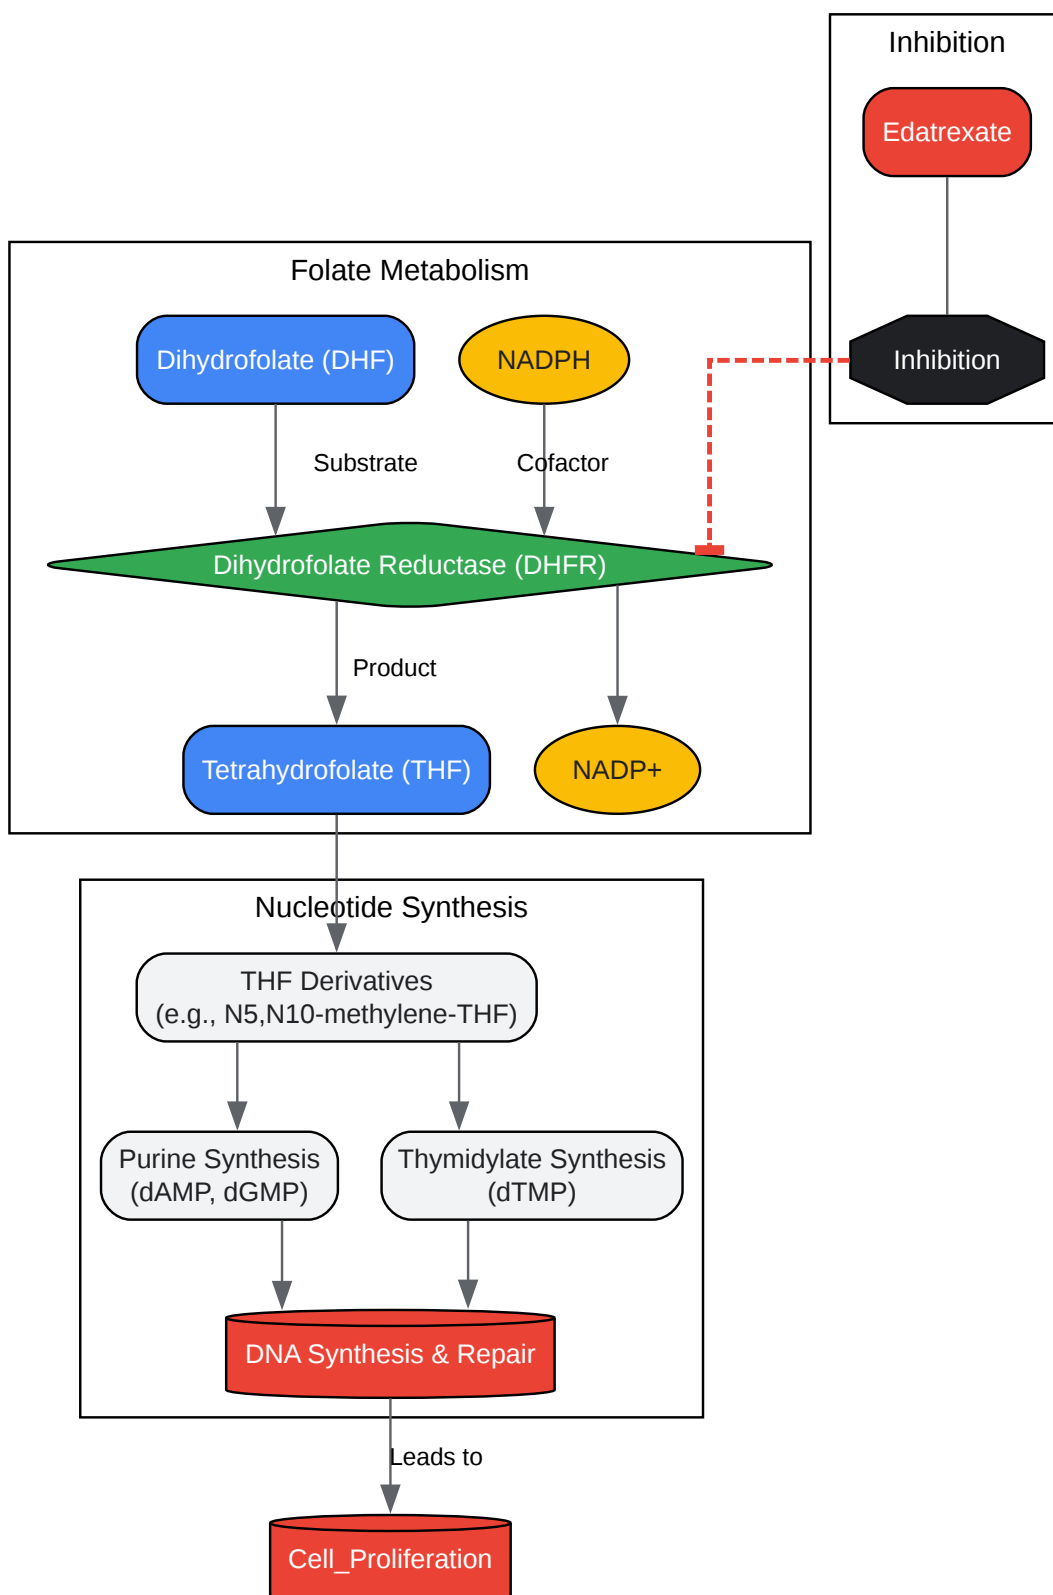 Inhibition
Edatrexate
Inhibition
Folate Metabolism
Dihydrofolate (DHF)
NADPH
Substrate
Cofactor
Dihydrofolate Reductase (DHFR)
Product
Tetrahydrofolate (THF)
NADP+
Nucleotide Synthesis
THF Derivatives
(e.g., N5,N10-methylene-THF)
Purine Synthesis
(dAMP, dGMP)
Thymidylate Synthesis
(dTMP)
DNA Synthesis & Repair
Leads to
Cell_Proliferation